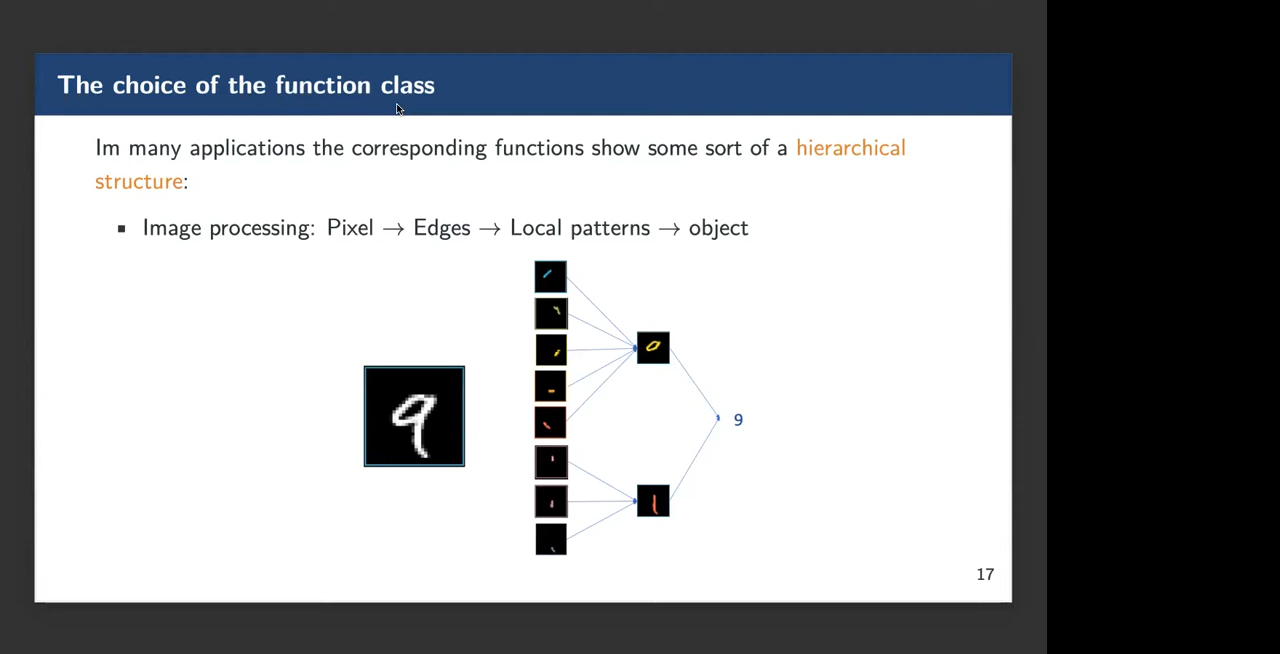 The choice of the function class
Im many applications the corresponding functions show some sort of a hierarchical
structure:
▪ Image processing: Pixel → Edges → Local patterns → object
9
9
17